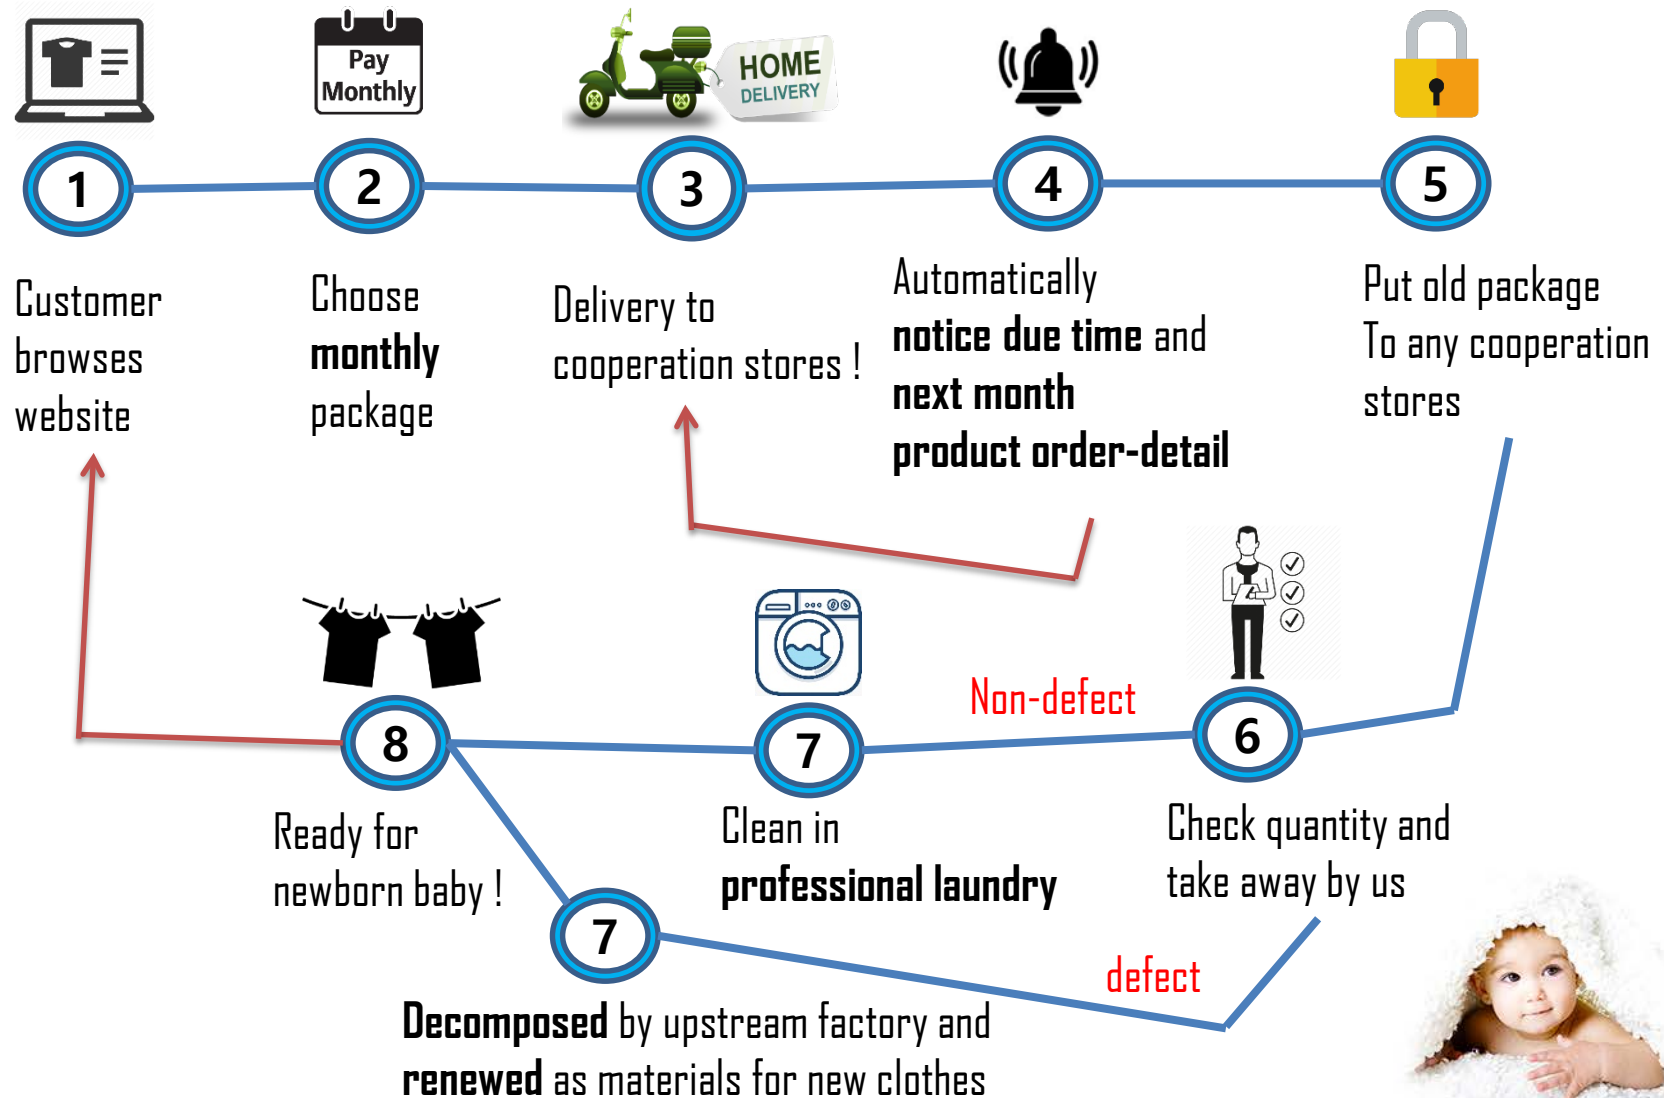 Pay
Monthly
HOME
DELIVERY
1
2
3
4
5
Customer
browses
website
Choose
monthly
package
Delivery to
cooperation stores !
Automatically
notice due time and
next month
product order-detail
Put old package
To any cooperation
stores
Non-defect
8
7
6
Ready for
newborn baby !
Clean in
professional laundry
Check quantity and
take away by us
7
defect
Decomposed by upstream factory and
renewed as materials for new clothes